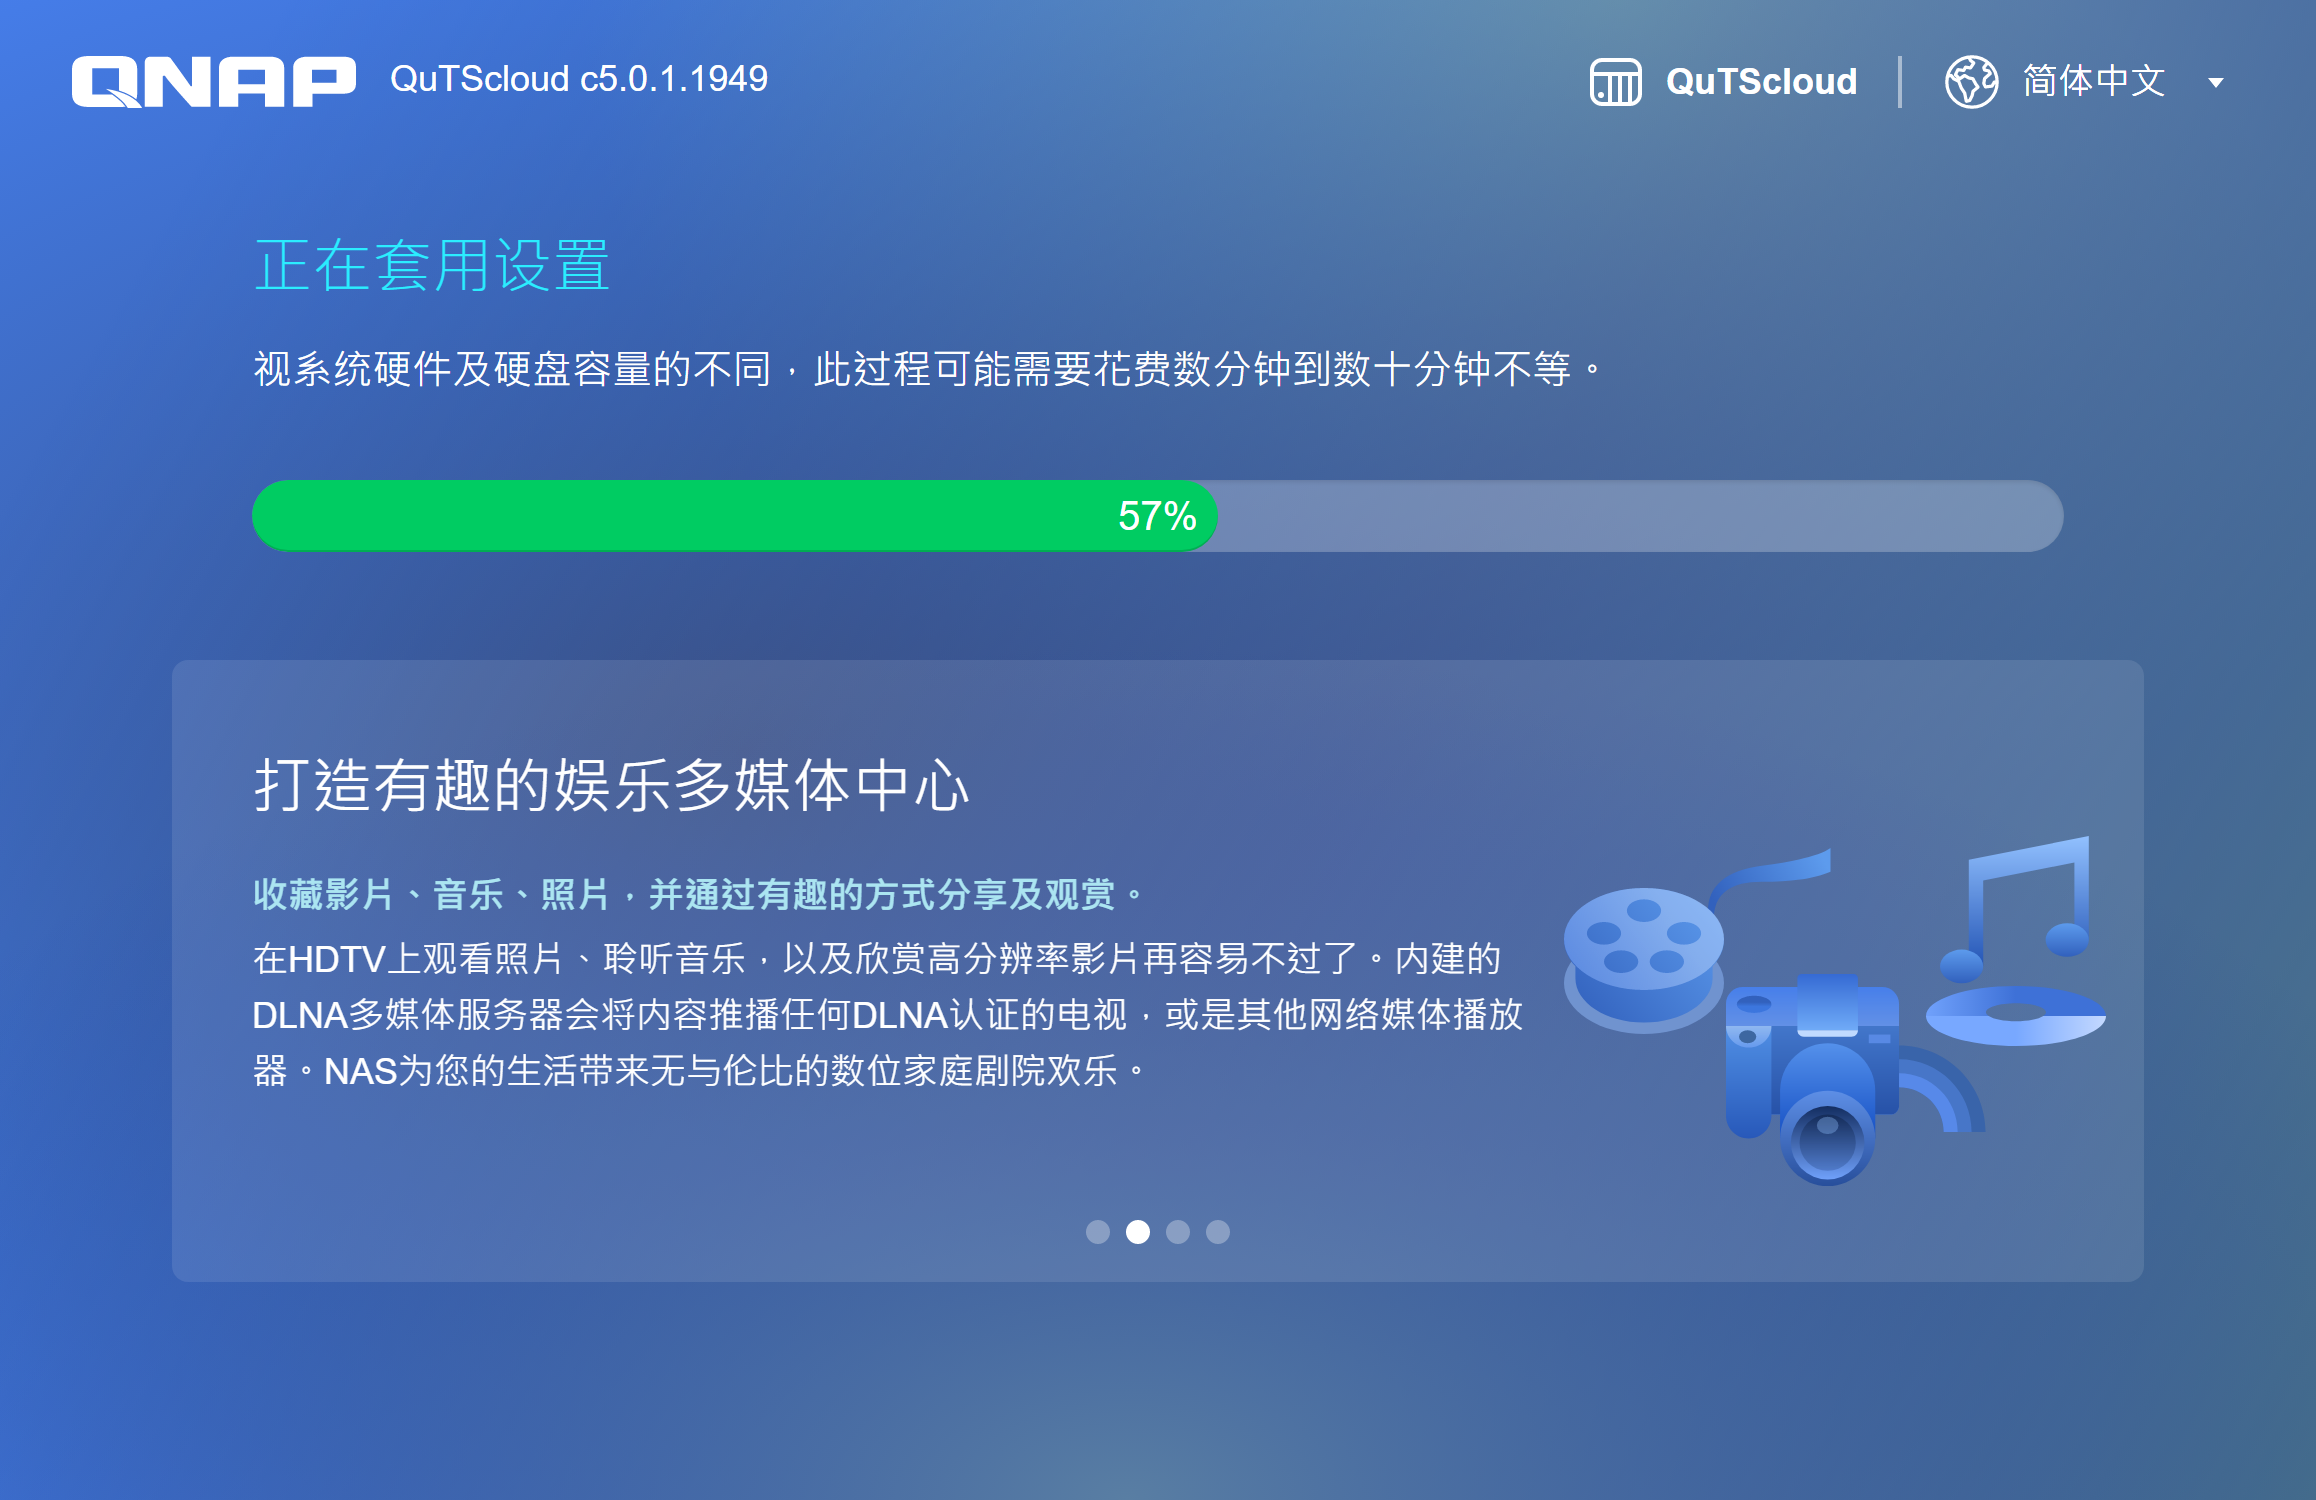 QNAP QuTScloud c5.0.1.1949 QuTScloud 简体中文
正在套用设置
视系统硬件及硬盘容量的不同，此过程可能需要花费数分钟到数十分钟不等。
57%
打造有趣的娱乐多媒体中心
收藏影片、音乐、照片，并通过有趣的方式分享及观赏。
在HDTV上观看照片、聆听音乐，以及欣赏高分辨率影片再容易不过了。内建的
DLNA多媒体服务器会将内容推播任何DLNA认证的电视，或是其他网络媒体播放
器。NAS为您的生活带来无与伦比的数位家庭剧院欢乐。